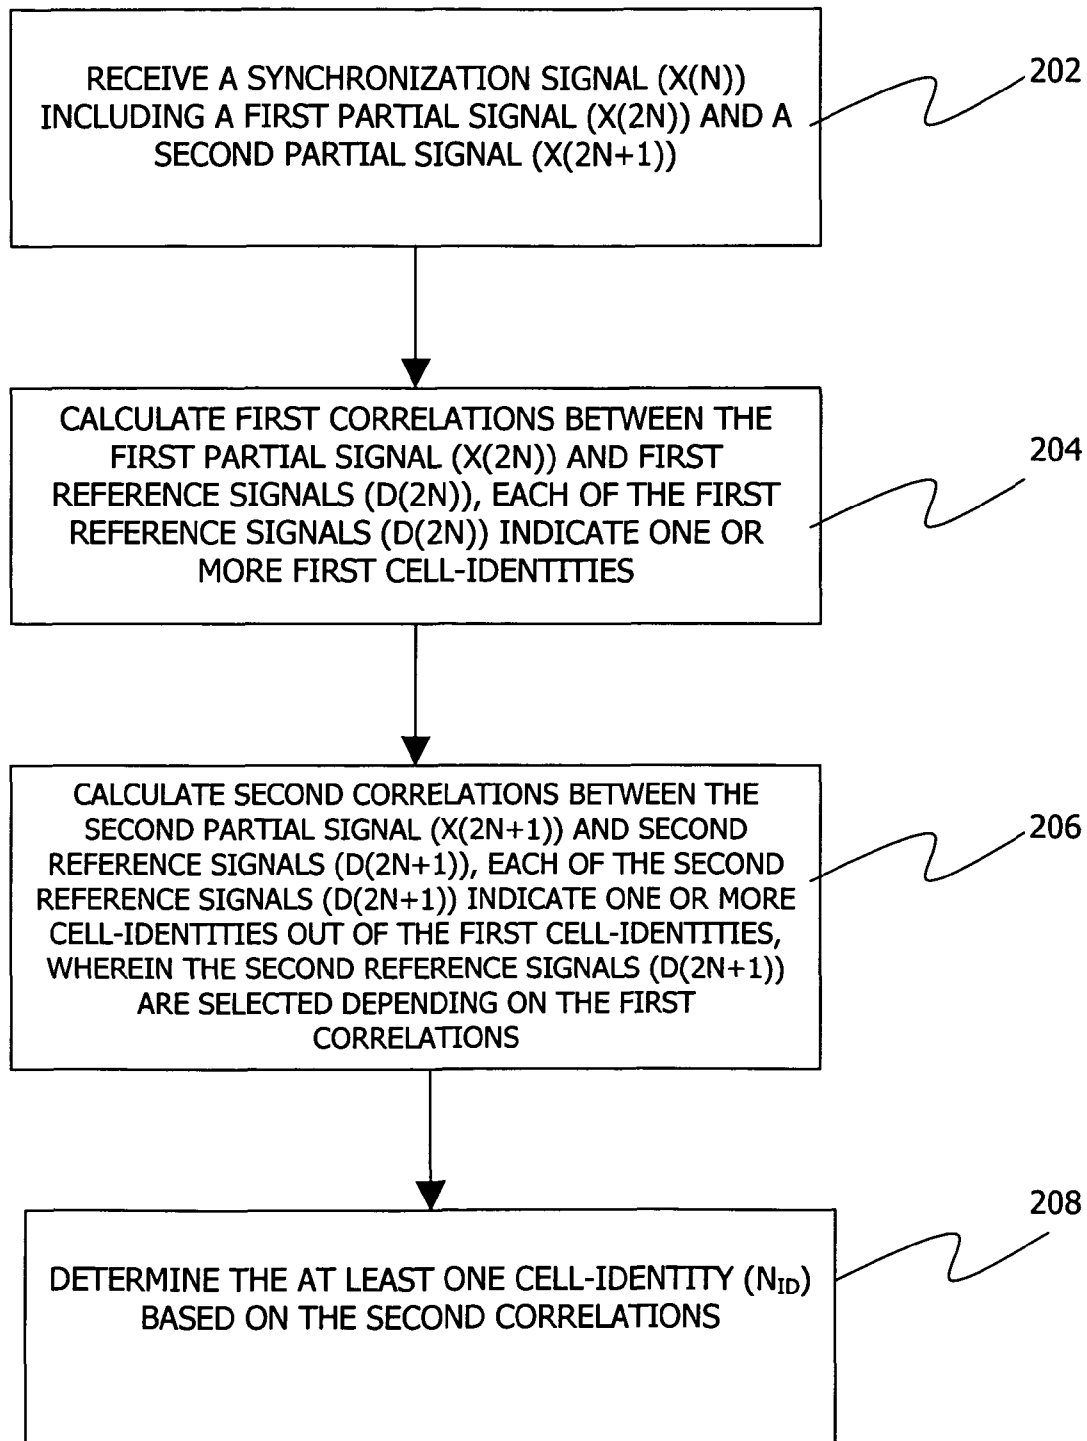 RECEIVE A SYNCHRONIZATION SIGNAL (X(N))
INCLUDING A FIRST PARTIAL SIGNAL (X(2N)) AND A
SECOND PARTIAL SIGNAL (X(2N+1))
202
CALCULATE FIRST CORRELATIONS BETWEEN THE
FIRST PARTIAL SIGNAL (X(2N)) AND FIRST
REFERENCE SIGNALS (D(2N)), EACH OF THE FIRST
REFERENCE SIGNALS (D(2N)) INDICATE ONE OR
MORE FIRST CELL-IDENTITIES
204
CALCULATE SECOND CORRELATIONS BETWEEN THE
SECOND PARTIAL SIGNAL (X(2N+1)) AND SECOND
REFERENCE SIGNALS (D(2N+1)), EACH OF THE SECOND
REFERENCE SIGNALS (D(2N+1)) INDICATE ONE OR MORE
CELL-IDENTITIES OUT OF THE FIRST CELL-IDENTITIES,
WHEREIN THE SECOND REFERENCE SIGNALS (D(2N+1))
ARE SELECTED DEPENDING ON THE FIRST
CORRELATIONS
206
DETERMINE THE AT LEAST ONE CELL-IDENTITY (N_ID)
BASED ON THE SECOND CORRELATIONS
208